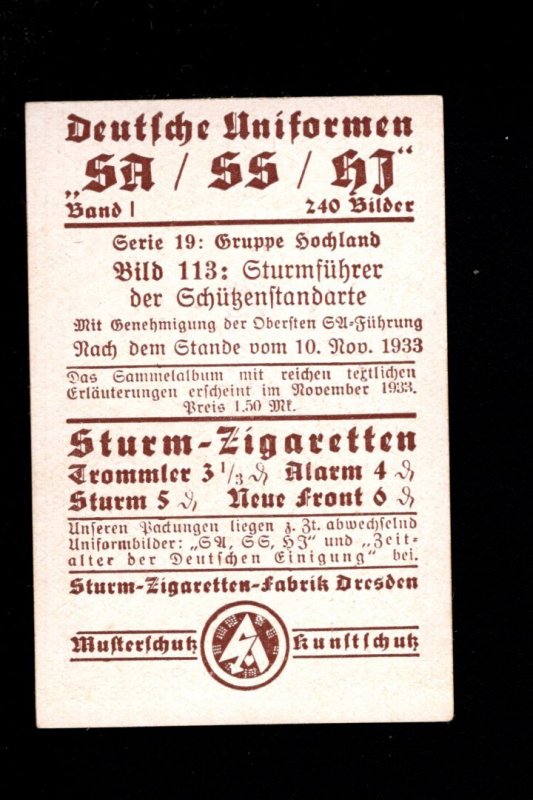 Deutsche Uniformen
„SA / SS / HJ“
Band I 240 Bilder
Serie 19: Gruppe Hochland
Bild 113: Sturmführer
der Schützenstandarte
Mit Genehmigung der Obersten SA-Führung
Nach dem Stande vom 10. Nov. 1933
Das Sammelalbum mit reichen textlichen
Erläuterungen erscheint im November 1933.
Preis 1.50 Mk.
Sturm-Zigaretten
Trommler 3 1/3 ₰ Alarm 4 ₰
Sturm 5 ₰ Neue Front 6 ₰
Unseren Packungen liegen z. Zt. abwechselnd
Uniformbilder: „SA, SS, HJ“ und „Zeit-
alter der Deutschen Einigung“ bei.
Sturm-Zigaretten-Fabrik Dresden
Musterschutz SA Kunstschutz